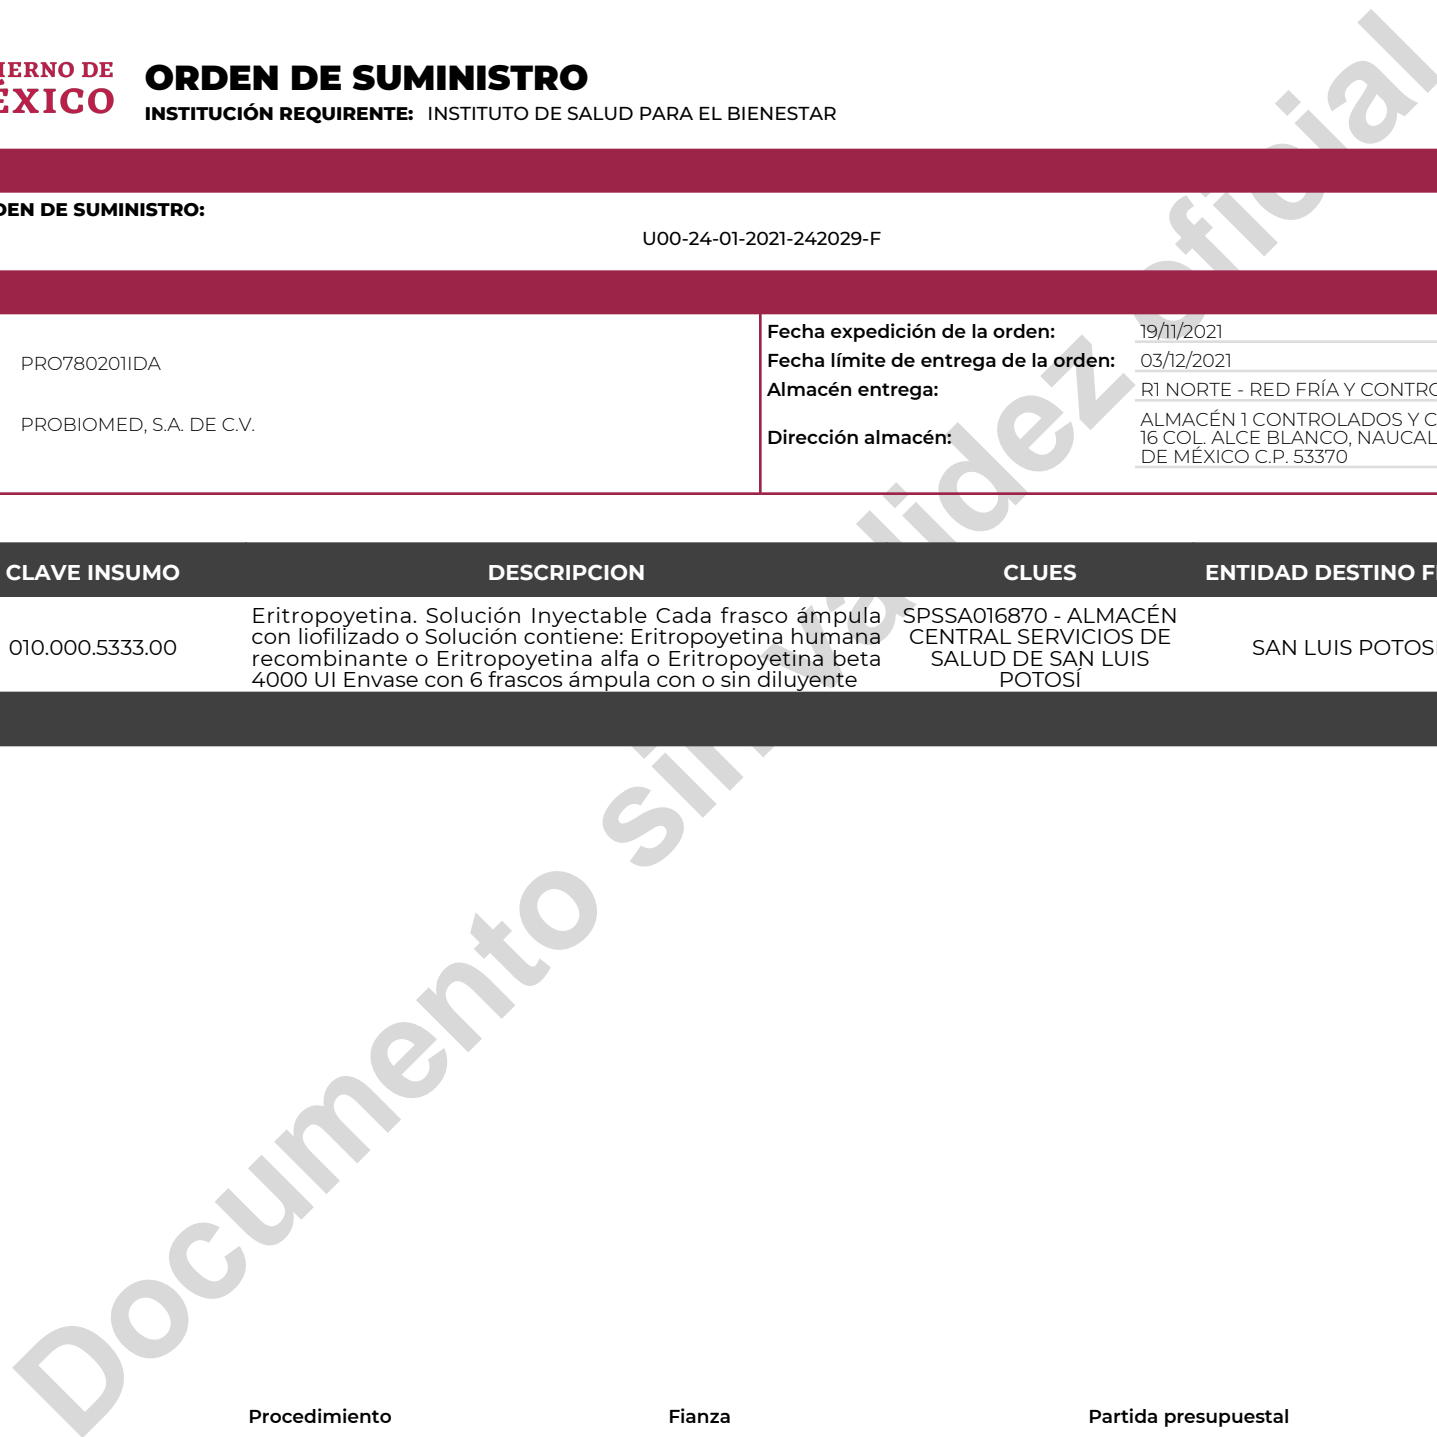 IERNO DE
ÉXICO
ORDEN DE SUMINISTRO
INSTITUCIÓN REQUIRENTE: INSTITUTO DE SALUD PARA EL BIENESTAR
DEN DE SUMINISTRO:
U00-24-01-2021-242029-F
PRO780201IDA
PROBIOMED, S.A. DE C.V.
Fecha expedición de la orden: 19/11/2021
Fecha límite de entrega de la orden: 03/12/2021
Almacén entrega: R1 NORTE - RED FRÍA Y CONTRO
Dirección almacén: ALMACÉN 1 CONTROLADOS Y C
16 COL. ALCE BLANCO, NAUCAL
DE MÉXICO C.P. 53370
CLAVE INSUMO DESCRIPCION CLUES ENTIDAD DESTINO F
010.000.5333.00
Eritropoyetina. Solución Inyectable Cada frasco ámpula
con liofilizado o Solución contiene: Eritropoyetina humana
recombinante o Eritropoyetina alfa o Eritropoyetina beta
4000 UI Envase con 6 frascos ámpula con o sin diluyente
SPSSA016870 - ALMACÉN
CENTRAL SERVICIOS DE
SALUD DE SAN LUIS
POTOSÍ
SAN LUIS POTOSÍ
Documento sin validez oficial
Procedimiento Fianza Partida presupuestal